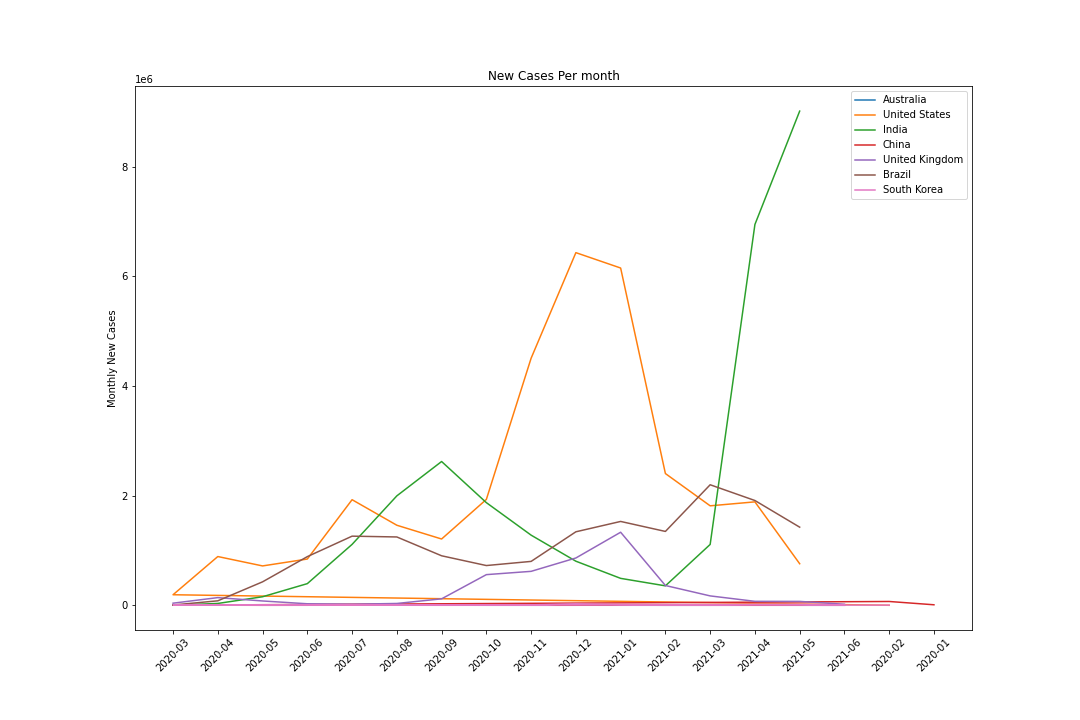 New Cases Per month
1e6
8
6
4
2
0
Monthly New Cases
Australia
United States
India
China
United Kingdom
Brazil
South Korea
2020-03
2020-04
2020-05
2020-06
2020-07
2020-08
2020-09
2020-10
2020-11
2020-12
2021-01
2021-02
2021-03
2021-04
2021-05
2021-06
2020-02
2020-01